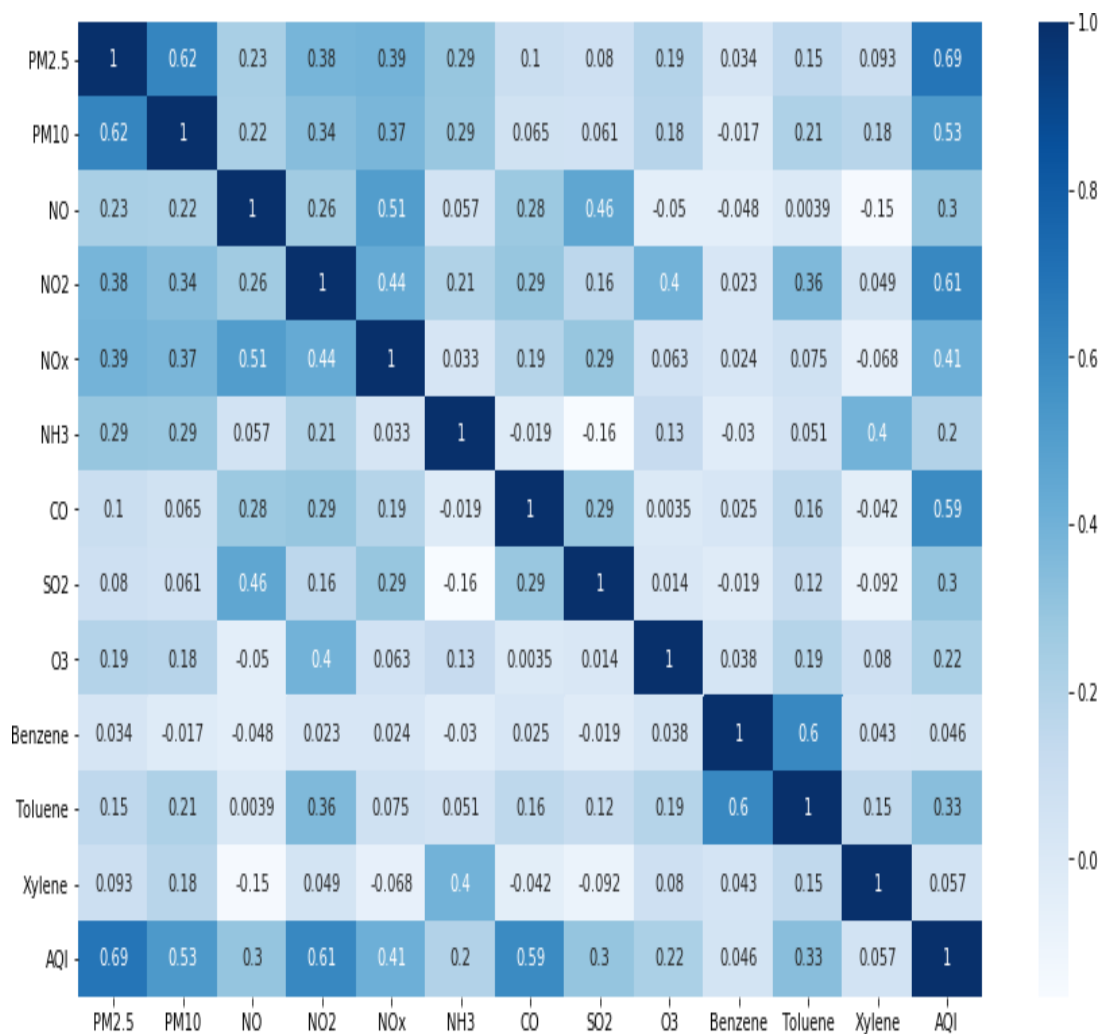 1.0
PM2.5 1 0.62 0.23 0.38 0.39 0.29 0.1 0.08 0.19 0.034 0.15 0.093 0.69
PM10 0.62 1 0.22 0.34 0.37 0.29 0.065 0.061 0.18 -0.017 0.21 0.18 0.53
0.8
NO 0.23 0.22 1 0.26 0.51 0.057 0.28 0.46 -0.05 -0.048 0.0039 -0.15 0.3
NO2 0.38 0.34 0.26 1 0.44 0.21 0.29 0.16 0.4 0.023 0.36 0.049 0.61
NOx 0.39 0.37 0.51 0.44 1 0.033 0.19 0.29 0.063 0.024 0.075 -0.068 0.41
0.6
NH3 0.29 0.29 0.057 0.21 0.033 1 -0.019 -0.16 0.13 -0.03 0.051 0.4 0.2
CO 0.1 0.065 0.28 0.29 0.19 -0.019 1 0.29 0.0035 0.025 0.16 -0.042 0.59
0.4
SO2 0.08 0.061 0.46 0.16 0.29 -0.16 0.29 1 0.014 -0.019 0.12 -0.092 0.3
O3 0.19 0.18 -0.05 0.4 0.063 0.13 0.0035 0.014 1 0.038 0.19 0.08 0.22
0.2
Benzene 0.034 -0.017 -0.048 0.023 0.024 -0.03 0.025 -0.019 0.038 1 0.6 0.043 0.046
Toluene 0.15 0.21 0.0039 0.36 0.075 0.051 0.16 0.12 0.19 0.6 1 0.15 0.33
0.0
Xylene 0.093 0.18 -0.15 0.049 -0.068 0.4 -0.042 -0.092 0.08 0.043 0.15 1 0.057
AQI 0.69 0.53 0.3 0.61 0.41 0.2 0.59 0.3 0.22 0.046 0.33 0.057 1
PM2.5 PM10 NO NO2 NOx NH3 CO SO2 O3 Benzene Toluene Xylene AQI